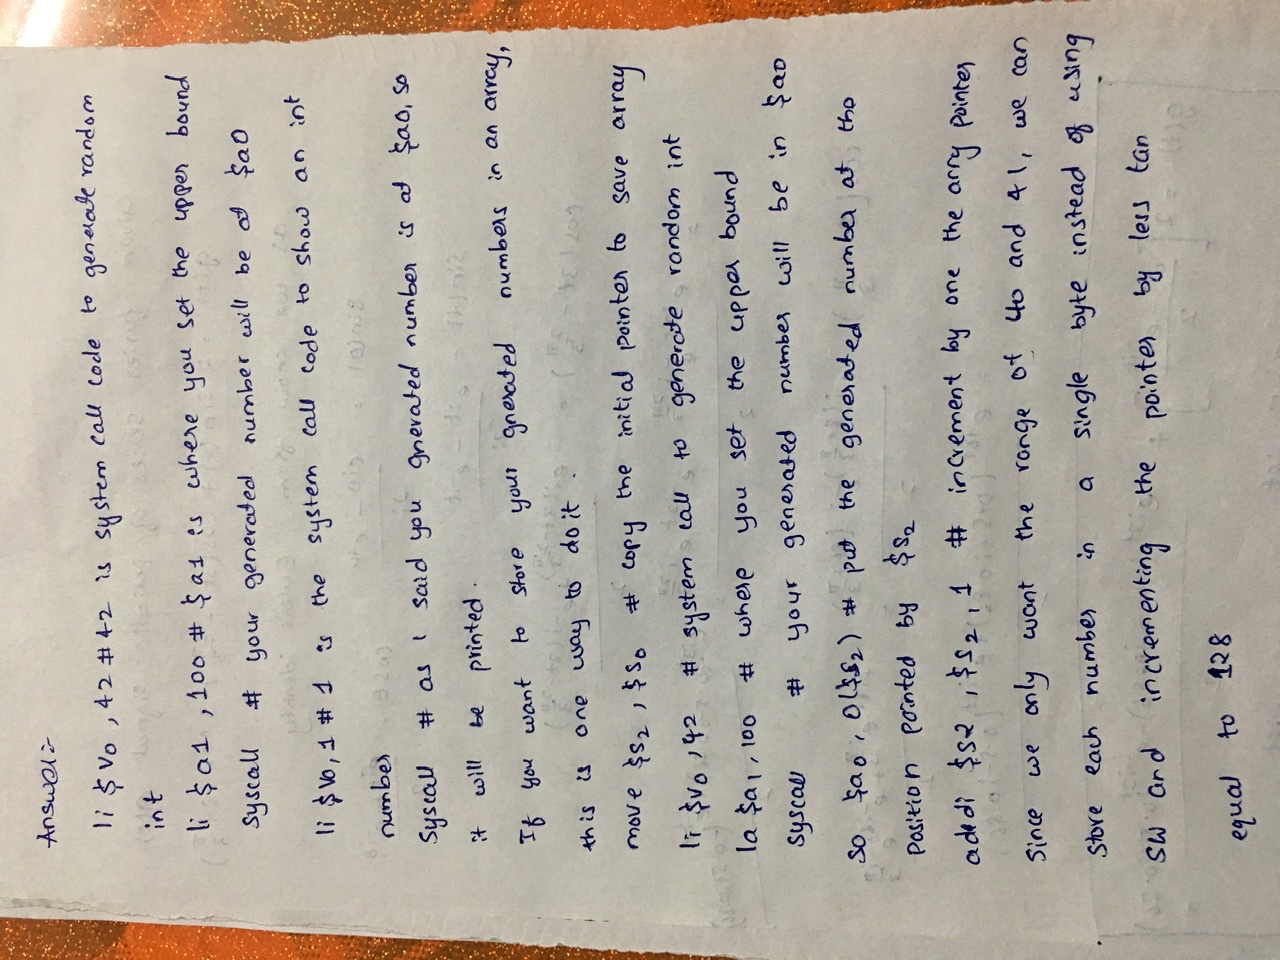 Answer:-
li $v0, 42 # 42 is system call code to generate random
int
li $a1, 100 # $a1 is where you set the upper bound
Syscall # your generated number will be at $a0
li $v0, 1 # 1 is the system call code to show an int
number
Syscall # as I said you gnerated number is at $a0, so
it will be printed.
If you want to store your gnerated numbers in an array,
this is one way to do it.
move $s2, $s0 # copy the initial pointer to save array
li $v0, 42 # system call to generate random int
la $a1, 100 # where you set the upper bound
syscall # your generated number will be in $a0
so $a0, 0($s2) # put the generated number at the
position pointed by $s2
adedi $s2, $s2, 1 # increment by one the arry pointer
Since we only want the range of 40 and 41, we can
store each number in a single byte instead of using
SW and incrementing the pointer by less tan
equal to 128